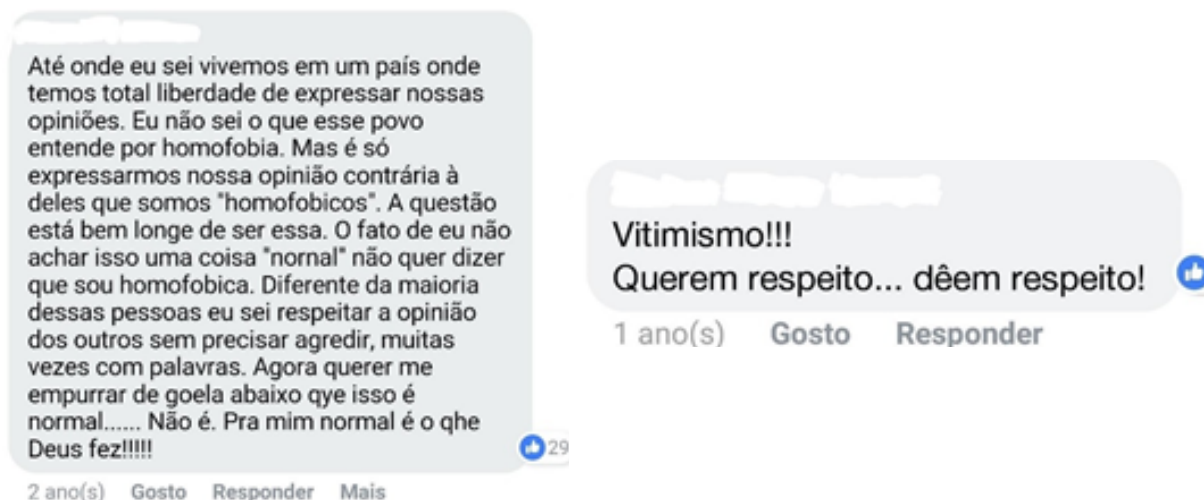 Até onde eu sei vivemos em um país onde
temos total liberdade de expressar nossas
opiniões. Eu não sei o que esse povo
entende por homofobia. Mas é só
expressarmos nossa opinião contrária à
deles que somos "homofobicos". A questão
está bem longe de ser essa. O fato de eu não
achar isso uma coisa "nornal" não quer dizer
que sou homofobica. Diferente da maioria
dessas pessoas eu sei respeitar a opinião
dos outros sem precisar agredir, muitas
vezes com palavras. Agora querer me
empurrar de goela abaixo qye isso é
normal...... Não é. Pra mim normal é o qhe
Deus fez!!!!!
29
2 ano(s) Gosto Responder Mais
Vitimismo!!!
Querem respeito... dêem respeito!
1 ano(s) Gosto Responder